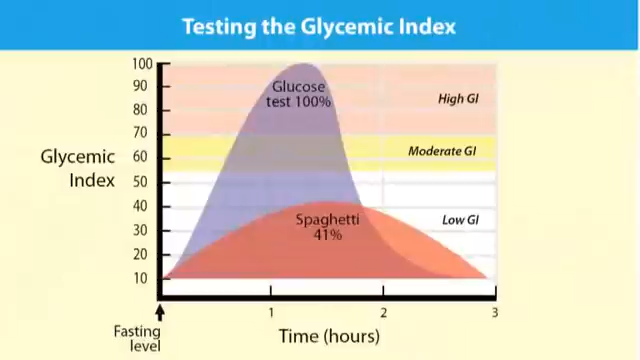 Testing the Glycemic Index
100
90
80
70
60
50
40
30
20
10
Glycemic
Index
Glucose
test 100%
High GI
Moderate GI
Low GI
Spaghetti
41%
1
2
3
Fasting
level
Time (hours)